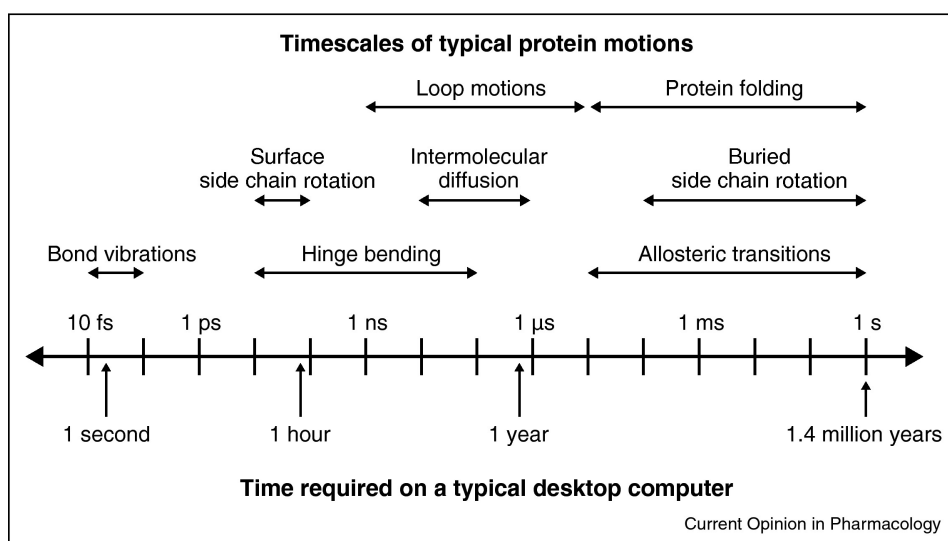 Timescales of typical protein motions
Loop motions
Protein folding
Surface
side chain rotation
Intermolecular
diffusion
Buried
side chain rotation
Bond vibrations
Hinge bending
Allosteric transitions
10 fs
1 ps
1 ns
1 μs
1 ms
1 s
1 second
1 hour
1 year
1.4 million years
Time required on a typical desktop computer
Current Opinion in Pharmacology